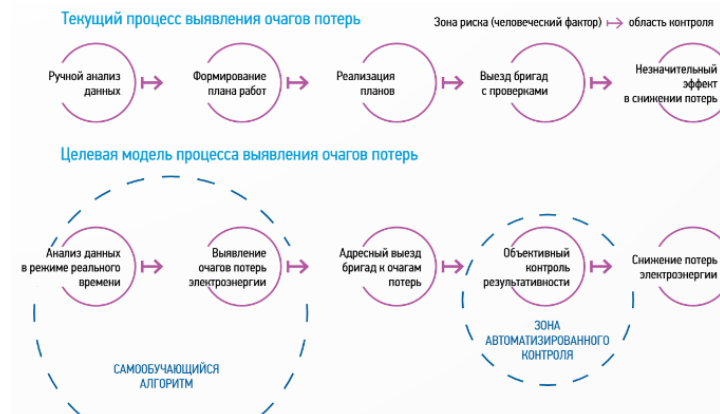 Текущий процесс выявления очагов потерь
Зона риска (человеческий фактор) ↦ область контроля
Ручной анализ
данных
Формирование
плана работ
Реализация
планов
Выезд бригад
с проверками
Незначительный
эффект
в снижении потерь
Целевая модель процесса выявления очагов потерь
Анализ данных
в режиме реального
времени
Выявление
очагов потерь
электроэнергии
Адресный выезд
бригад к очагам
потерь
Объективный
контроль
результативности
Снижение потерь
электроэнергии
ЗОНА
АВТОМАТИЗИРОВАННОГО
КОНТРОЛЯ
САМООБУЧАЮЩИЙСЯ
АЛГОРИТМ